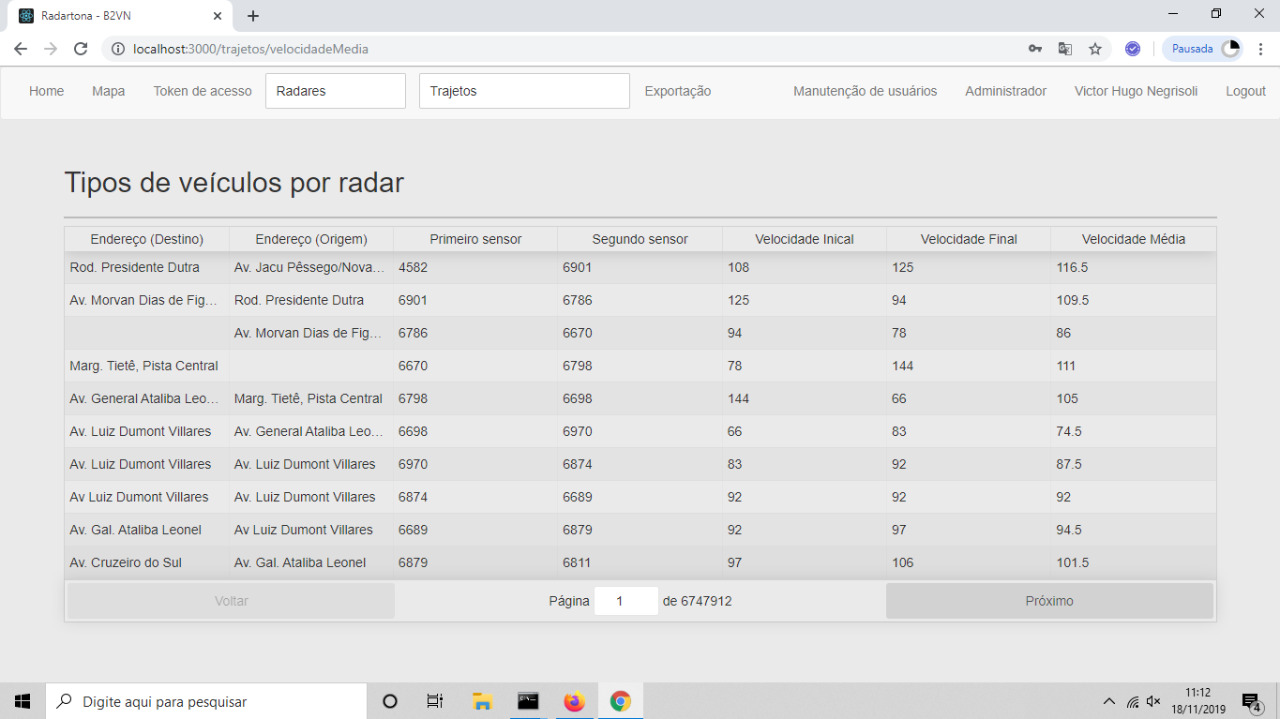 Radartona - B2VN
localhost:3000/trajetos/velocidadeMedia
Pausada
Home Mapa Token de acesso Radares Trajetos Exportação Manutenção de usuários Administrador Victor Hugo Negrisoli Logout
Tipos de veículos por radar
Endereço (Destino) Endereço (Origem) Primeiro sensor Segundo sensor Velocidade Inical Velocidade Final Velocidade Média
Rod. Presidente Dutra Av. Jacu Pêssego/Nova... 4582 6901 108 125 116.5
Av. Morvan Dias de Fig... Rod. Presidente Dutra 6901 6786 125 94 109.5
Av. Morvan Dias de Fig... 6786 6670 94 78 86
Marg. Tietê, Pista Central 6670 6798 78 144 111
Av. General Ataliba Leo... Marg. Tietê, Pista Central 6798 6698 144 66 105
Av. Luiz Dumont Villares Av. General Ataliba Leo... 6698 6970 66 83 74.5
Av. Luiz Dumont Villares Av. Luiz Dumont Villares 6970 6874 83 92 87.5
Av Luiz Dumont Villares Av. Luiz Dumont Villares 6874 6689 92 92 92
Av. Gal. Ataliba Leonel Av Luiz Dumont Villares 6689 6879 92 97 94.5
Av. Cruzeiro do Sul Av. Gal. Ataliba Leonel 6879 6811 97 106 101.5
Voltar Página 1 de 6747912 Próximo
Digite aqui para pesquisar
11:12
18/11/2019
4